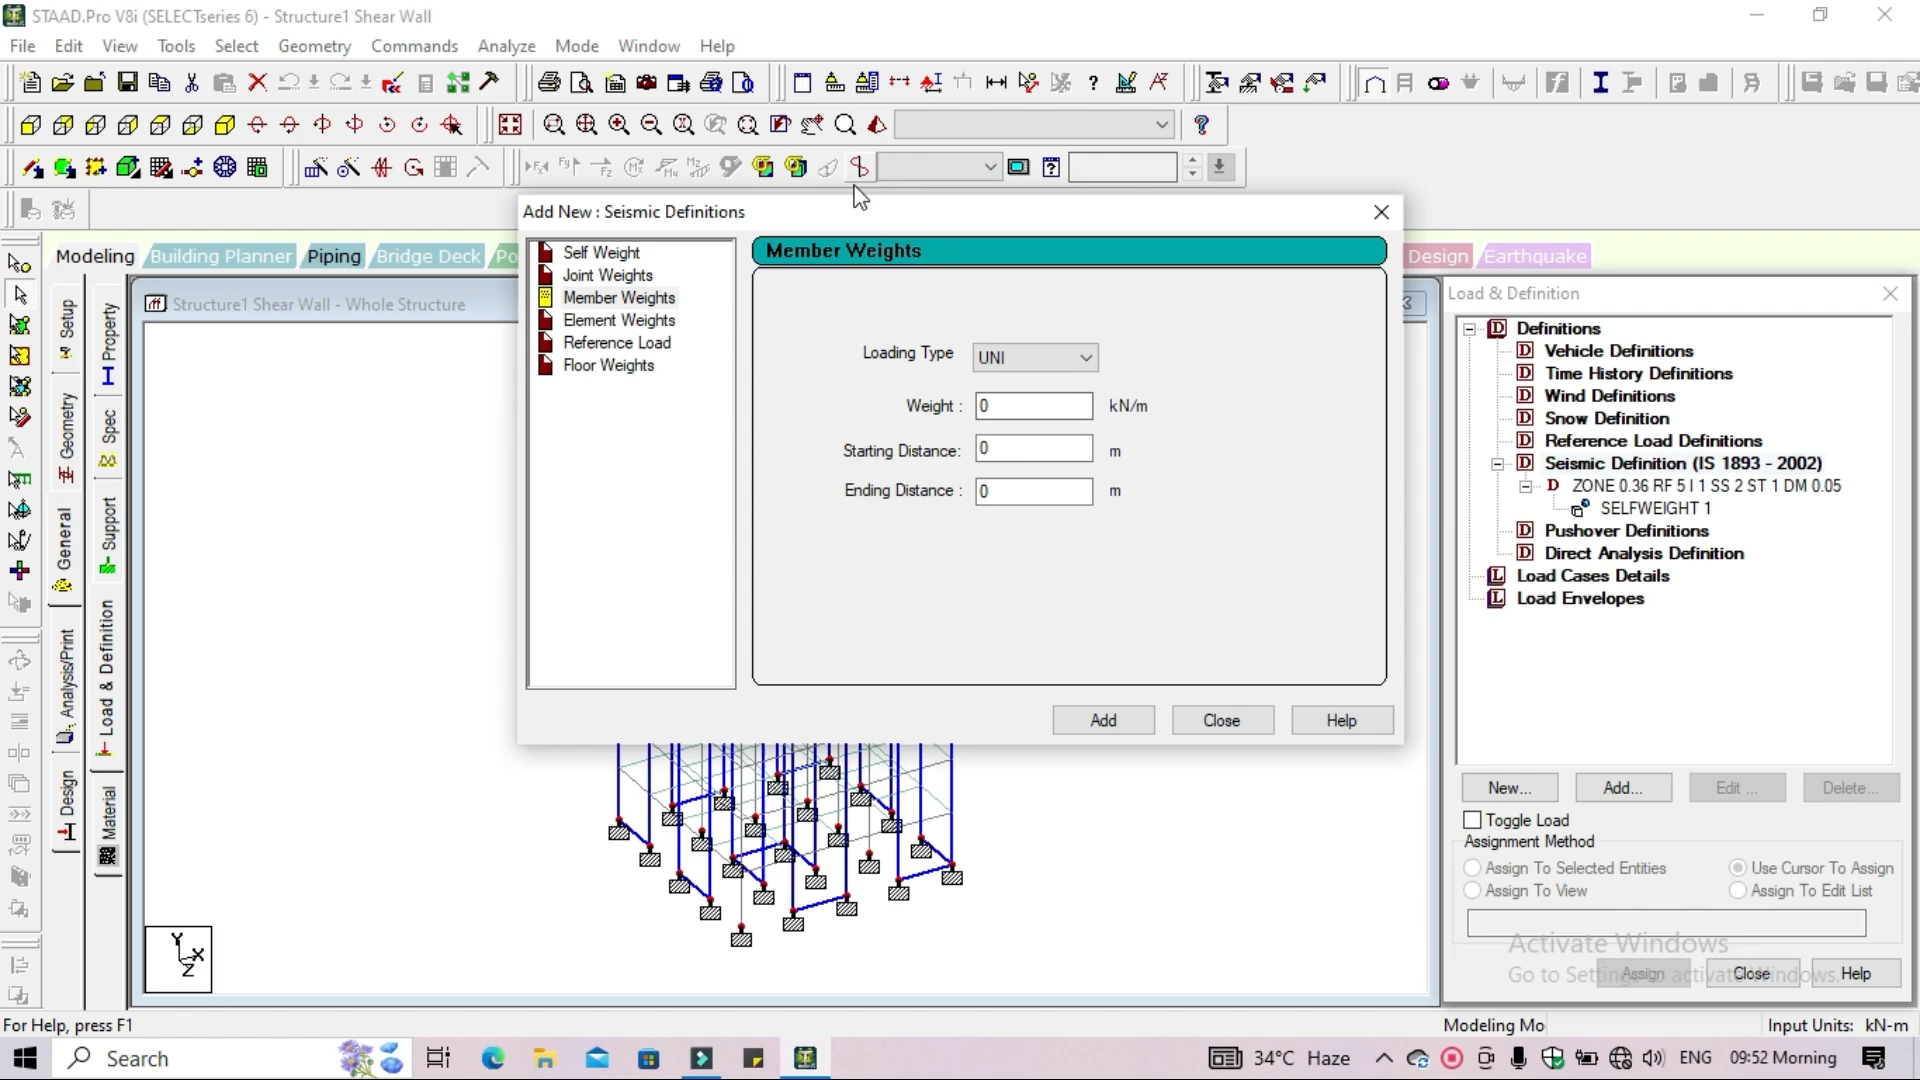 STAAD.Pro V8i (SELECTseries 6) - Structure1 Shear Wall
File Edit View Tools Select Geometry Commands Analyze Mode Window Help
Add New : Seismic Definitions
Modeling Building Planner Piping Bridge Deck Po
Design Earthquake
Structure1 Shear Wall - Whole Structure
Setup
Geometry
General
Analysis/Print
Design
Property
Spec
Support
Load & Definition
Material
Self Weight
Joint Weights
Member Weights
Element Weights
Reference Load
Floor Weights
Member Weights
Loading Type UNI
Weight : 0 kN/m
Starting Distance: 0 m
Ending Distance : 0 m
Add Close Help
Load & Definition
Definitions
Vehicle Definitions
Time History Definitions
Wind Definitions
Snow Definition
Reference Load Definitions
Seismic Definition (IS 1893 - 2002)
ZONE 0.36 RF 5 I 1 SS 2 ST 1 DM 0.05
SELFWEIGHT 1
Pushover Definitions
Direct Analysis Definition
Load Cases Details
Load Envelopes
New... Add... Edit ... Delete...
Toggle Load
Assignment Method
Assign To Selected Entities Use Cursor To Assign
Assign To View Assign To Edit List
Activate Windows
Go to Settings to activate Windows.
Assign Close Help
Y
X
Z
For Help, press F1
Modeling Mo Input Units: kN-m
Search
34°C Haze ENG 09:52 Morning